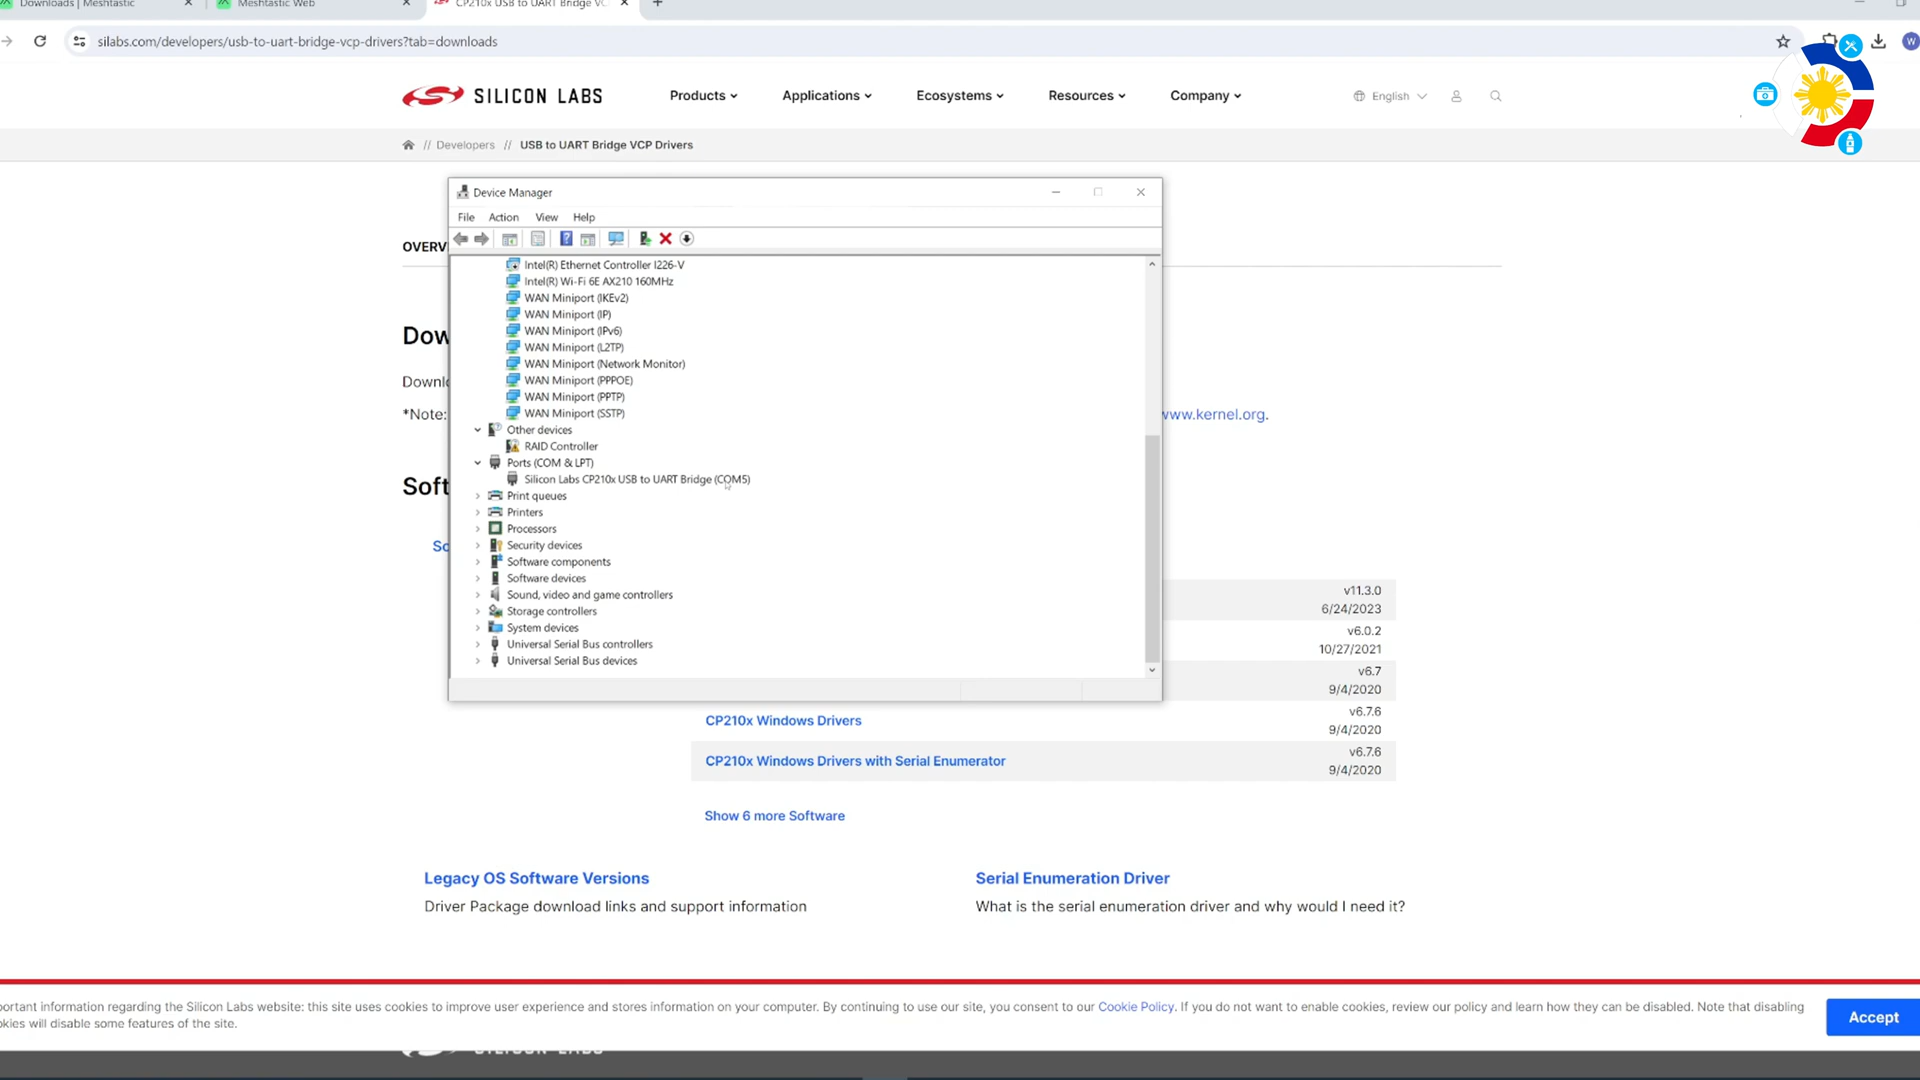 Downloads | Meshtastic
Meshtastic Web
CP210x USB to UART Bridge VC
silabs.com/developers/usb-to-uart-bridge-vcp-drivers?tab=downloads
W
SILICON LABS
Products
Applications
Ecosystems
Resources
Company
English
// Developers // USB to UART Bridge VCP Drivers
Device Manager
File Action View Help
OVERV
Intel(R) Ethernet Controller I226-V
Intel(R) Wi-Fi 6E AX210 160MHz
WAN Miniport (IKEv2)
WAN Miniport (IP)
WAN Miniport (IPv6)
Dow
WAN Miniport (L2TP)
WAN Miniport (Network Monitor)
Downlo
WAN Miniport (PPPOE)
WAN Miniport (PPTP)
*Note:
WAN Miniport (SSTP)
www.kernel.org.
Other devices
RAID Controller
Ports (COM & LPT)
Silicon Labs CP210x USB to UART Bridge (COM5)
Soft
Print queues
Printers
Processors
So
Security devices
Software components
Software devices
Sound, video and game controllers
Storage controllers
System devices
Universal Serial Bus controllers
Universal Serial Bus devices
v11.3.0
6/24/2023
v6.0.2
10/27/2021
v6.7
9/4/2020
CP210x Windows Drivers
v6.7.6
9/4/2020
CP210x Windows Drivers with Serial Enumerator
v6.7.6
9/4/2020
Show 6 more Software
Legacy OS Software Versions
Driver Package download links and support information
Serial Enumeration Driver
What is the serial enumeration driver and why would I need it?
portant information regarding the Silicon Labs website: this site uses cookies to improve user experience and stores information on your computer. By continuing to use our site, you consent to our Cookie Policy. If you do not want to enable cookies, review our policy and learn how they can be disabled. Note that disabling
okies will disable some features of the site.
Accept
SILICON LABS